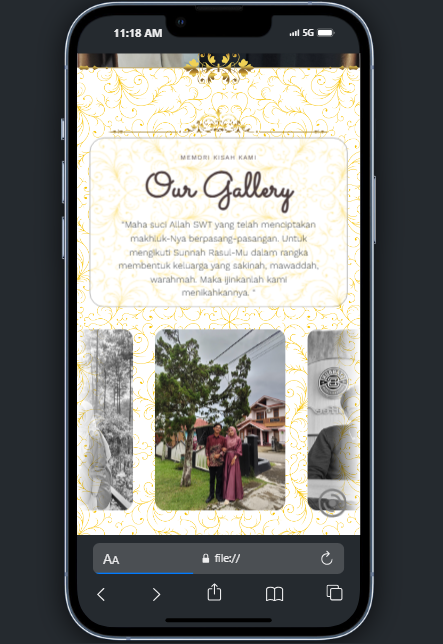 11:18 AM
5G
MEMORI KISAH KAMI
Our Gallery
"Maha suci Allah SWT yang telah menciptakan
makhluk-Nya berpasang-pasangan. Untuk
mengikuti Sunnah Rasul-Mu dalam rangka
membentuk keluarga yang sakinah, mawaddah,
warahmah. Maka ijinkanlah kami
menikahkannya. "
AA
file://